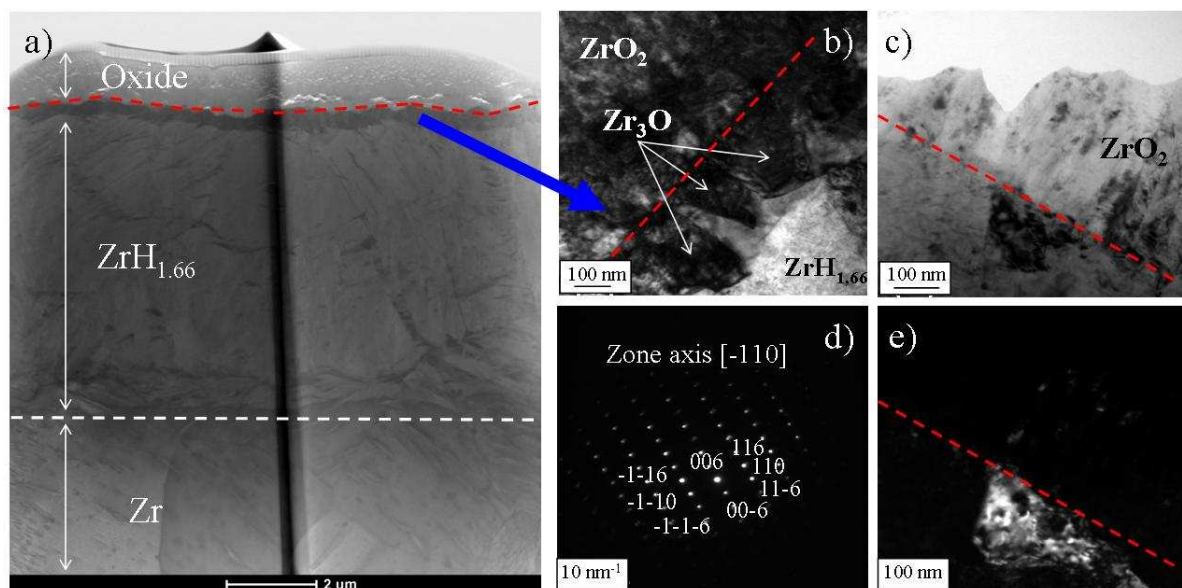 a)
Oxide
ZrH1.66
Zr
2 µm
b)
ZrO2
Zr3O
ZrH1.66
100 nm
c)
ZrO2
100 nm
d)
Zone axis [-110]
116
006
110
-1-16
11-6
-1-10
00-6
-1-1-6
10 nm-1
e)
100 nm